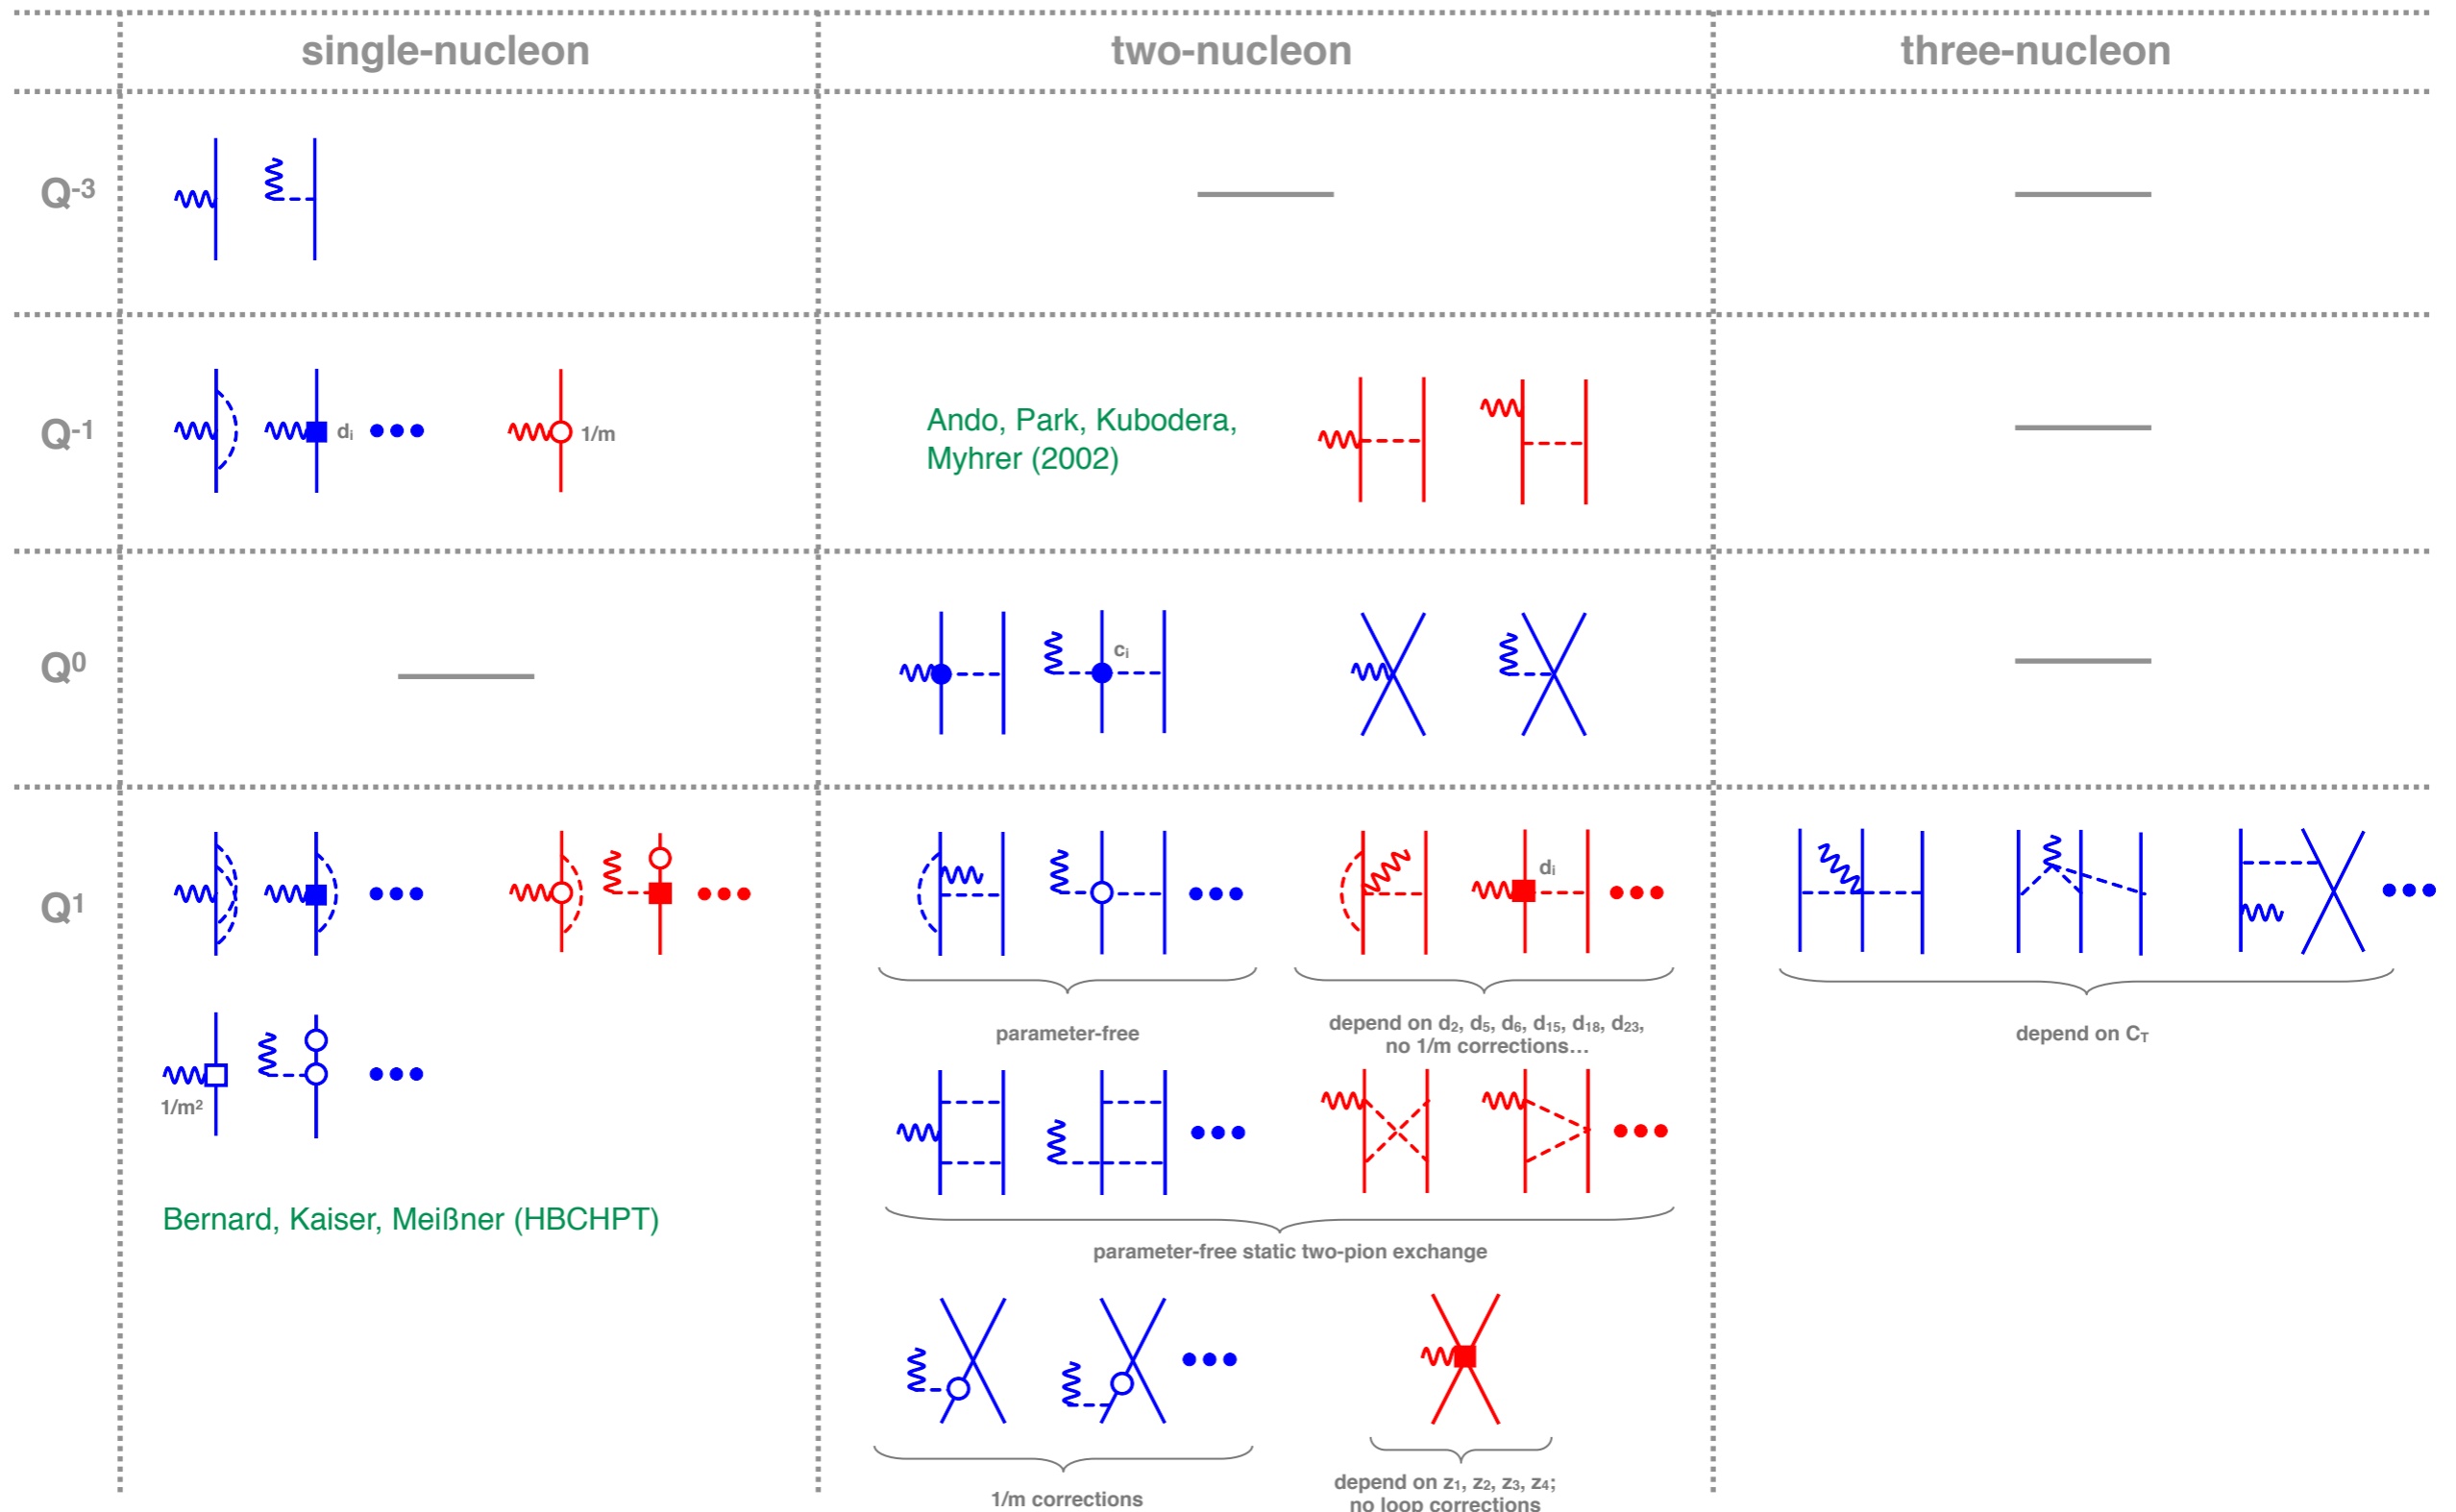 single-nucleon
two-nucleon
three-nucleon
Q-3
Q-1
dᵢ
1/m
Ando, Park, Kubodera,
Myhrer (2002)
Q0
cᵢ
Q1
dᵢ
parameter-free
depend on d₂, d₅, d₆, d₁₅, d₁₈, d₂₃,
no 1/m corrections…
depend on C_T
1/m²
Bernard, Kaiser, Meißner (HBCHPT)
parameter-free static two-pion exchange
1/m corrections
depend on z₁, z₂, z₃, z₄;
no loop corrections